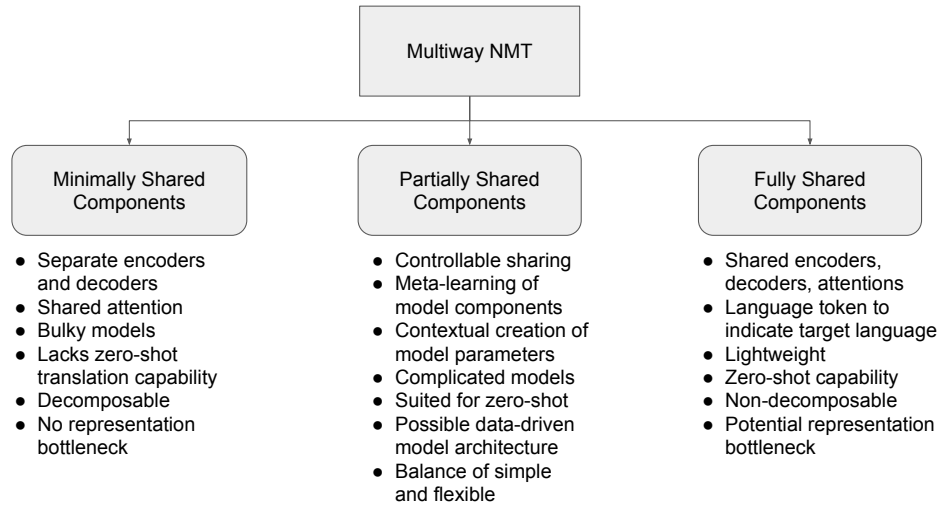 Multiway NMT
Minimally Shared
Components
● Separate encoders
and decoders
● Shared attention
● Bulky models
● Lacks zero-shot
translation capability
● Decomposable
● No representation
bottleneck
Partially Shared
Components
● Controllable sharing
● Meta-learning of
model components
● Contextual creation of
model parameters
● Complicated models
● Suited for zero-shot
● Possible data-driven
model architecture
● Balance of simple
and flexible
Fully Shared
Components
● Shared encoders,
decoders, attentions
● Language token to
indicate target language
● Lightweight
● Zero-shot capability
● Non-decomposable
● Potential representation
bottleneck